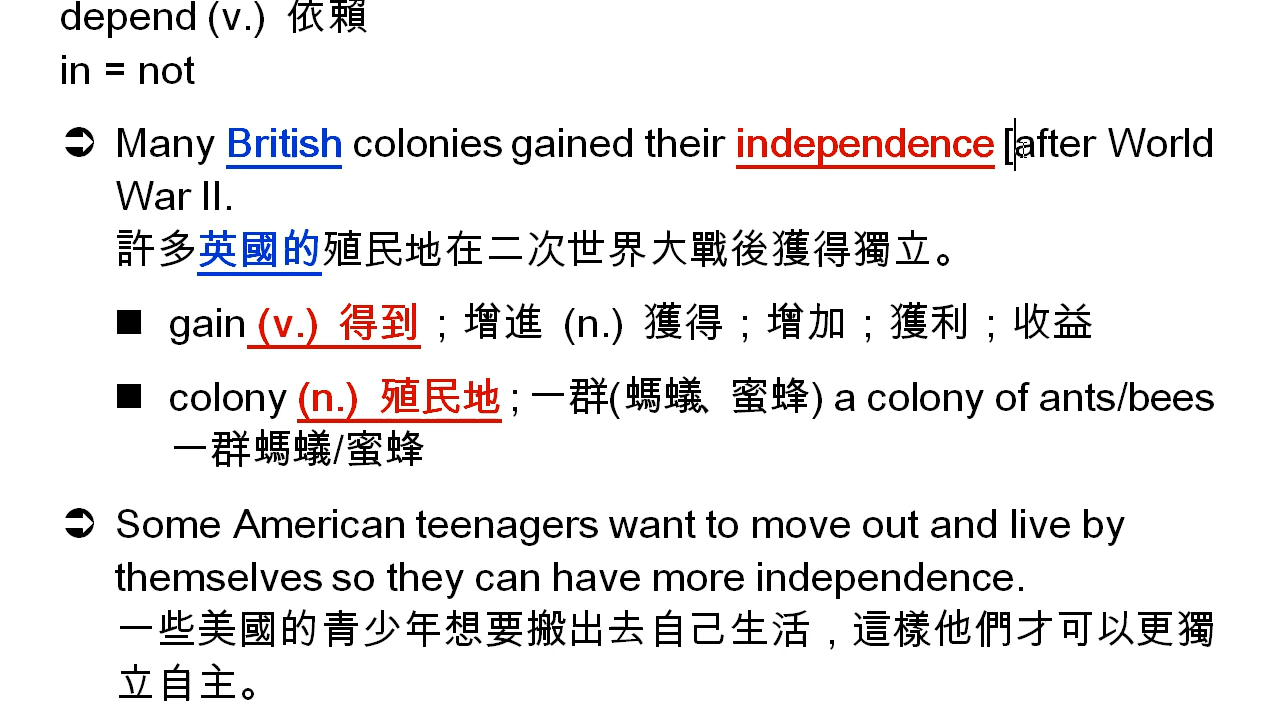 depend (v.) 依賴
in = not
➲ Many British colonies gained their independence [after World
War II.
許多英國的殖民地在二次世界大戰後獲得獨立。
■ gain (v.) 得到；增進 (n.) 獲得；增加；獲利；收益
■ colony (n.) 殖民地；一群(螞蟻、蜜蜂) a colony of ants/bees
一群螞蟻/蜜蜂
➲ Some American teenagers want to move out and live by
themselves so they can have more independence.
一些美國的青少年想要搬出去自己生活，這樣他們才可以更獨
立自主。